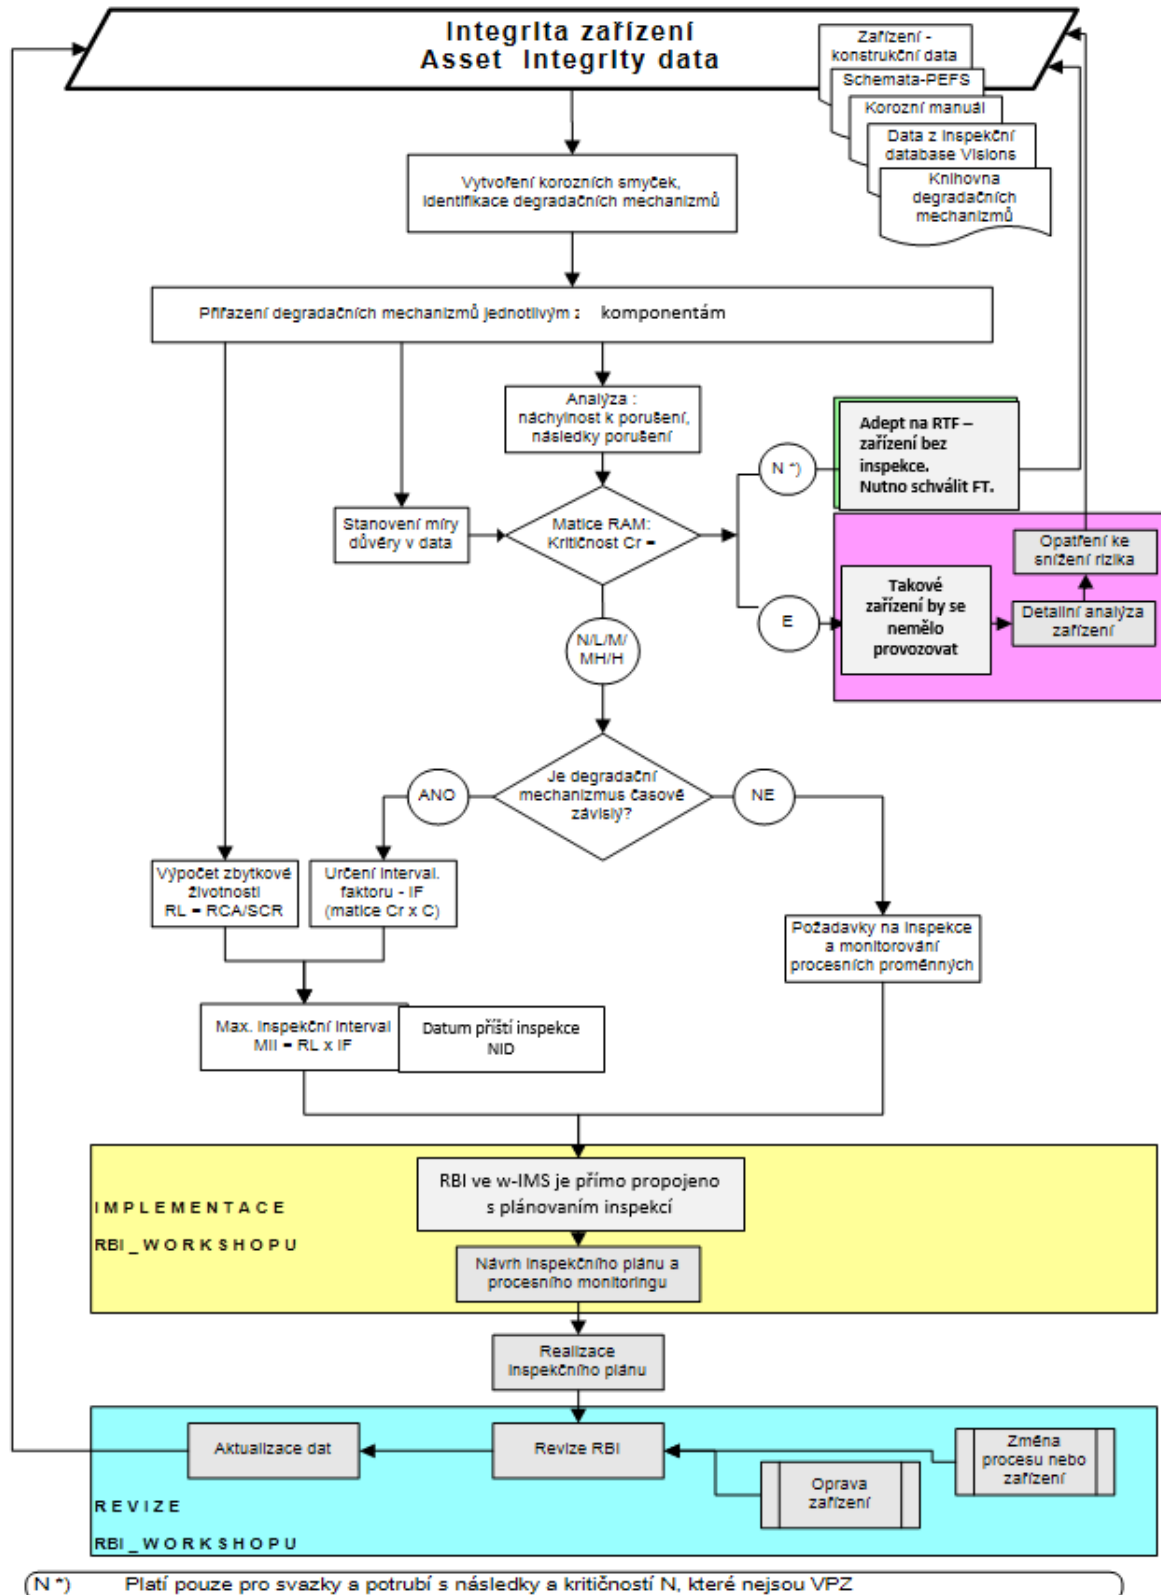 Integrita zařízení
Asset Integrity data
Zařízení -
konstrukční data
Schemata-PEFS
Korozní manuál
Data z inspekční
database Visions
Knihovna
degradačních
mechanizmů
Vytvoření korozních smyček,
identifikace degradačních mechanizmů
Přiřazení degradačních mechanizmů jednotlivým z komponentám
Analýza :
náchylnost k porušení,
následky porušení
N *)
Adept na RTF –
zařízení bez
inspekce.
Nutno schválit FT.
Stanovení míry
důvěry v data
Matice RAM:
Kritičnost Cr =
Opatření ke
snížení rizika
Takové
zařízení by se
nemělo
provozovat
Detailní analýza
zařízení
E
N/L/M/
MH/H
Je degradační
mechanizmus časově
závislý?
ANO
NE
Výpočet zbytkové
životnosti
RL = RCA/SCR
Určení interval.
faktoru - IF
(matice Cr x C)
Požadavky na inspekce
a monitorování
procesních proměnných
Max. inspekční interval
MII = RL x IF
Datum příští inspekce
NID
RBI ve w-IMS je přímo propojeno
s plánovaním inspekcí
IMPLEMENTACE
RBI_WORKSHOPU
Návrh inspekčního plánu a
procesního monitoringu
Realizace
inspekčního plánu
Aktualizace dat
Revize RBI
Změna
procesu nebo
zařízení
Oprava
zařízení
REVIZE
RBI_WORKSHOPU
(N *) Platí pouze pro svazky a potrubí s následky a kritičností N, které nejsou VPZ